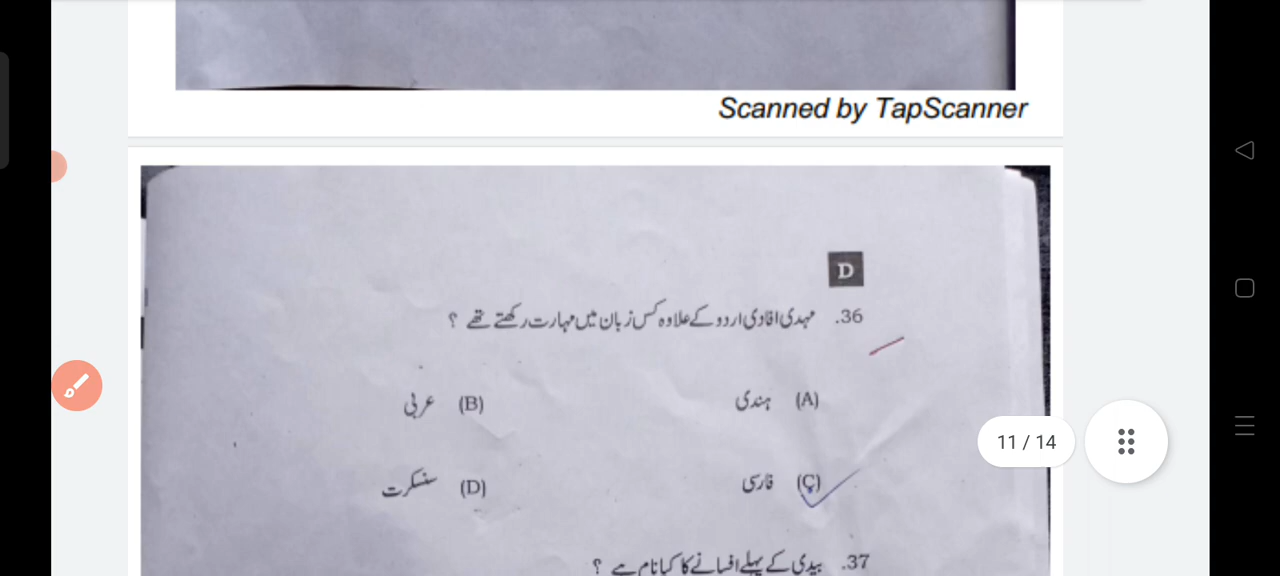 Scanned by TapScanner
D
36. مہدی افادی اردو کے علاوہ کس زبان میں مہارت رکھتے تھے ؟
(A) ہندی (B) عربی
(C) فارسی (D) سنسکرت
11 / 14
37. بیدی کے پہلے افسانے کا کیا نام ہے ؟